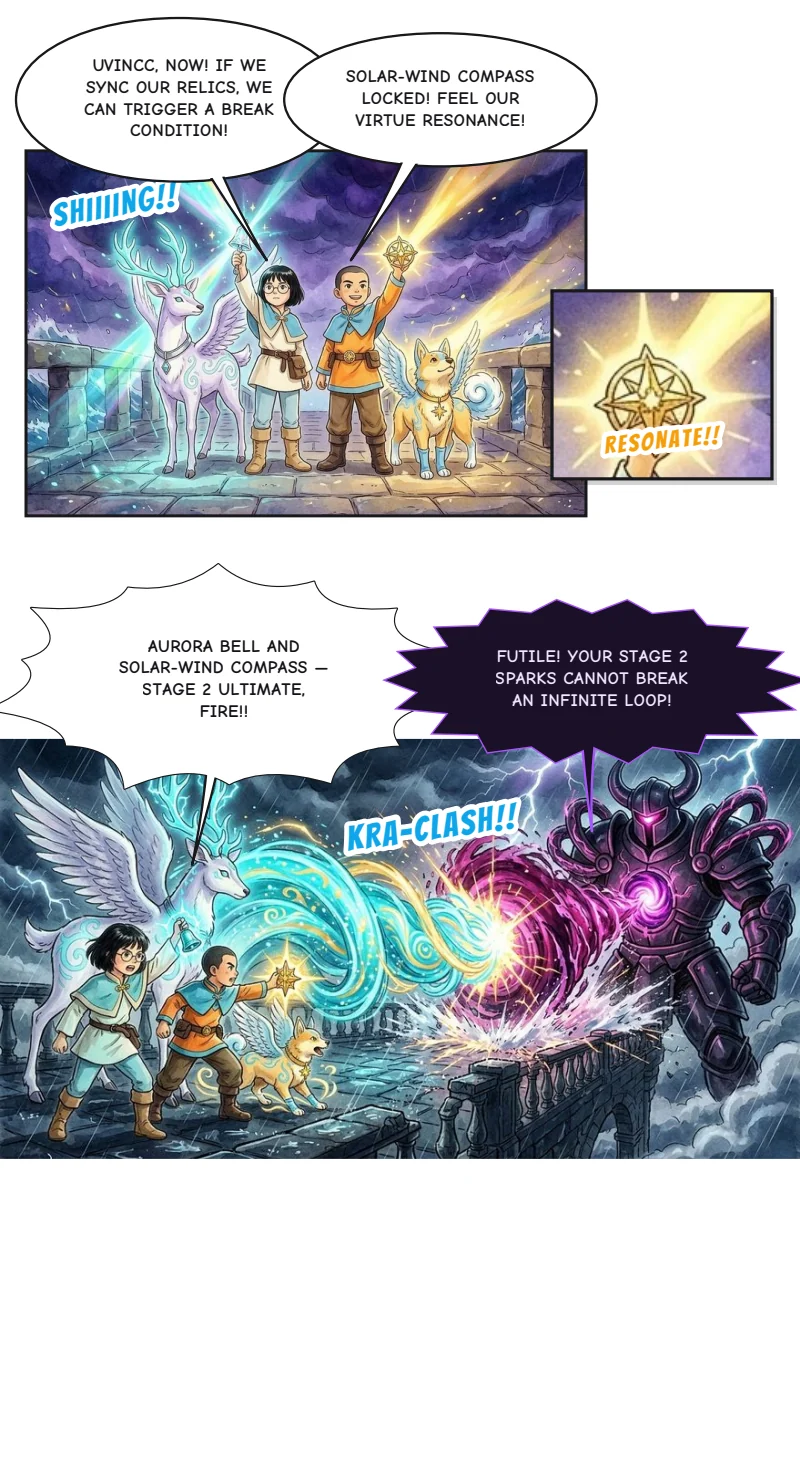 UVINCC, NOW! IF WE
SYNC OUR RELICS, WE
CAN TRIGGER A BREAK
CONDITION!
SOLAR-WIND COMPASS
LOCKED! FEEL OUR
VIRTUE RESONANCE!
SHIIIING!!
RESONATE!!
AURORA BELL AND
SOLAR-WIND COMPASS —
STAGE 2 ULTIMATE,
FIRE!!
FUTILE! YOUR STAGE 2
SPARKS CANNOT BREAK
AN INFINITE LOOP!
KRA-CLASH!!